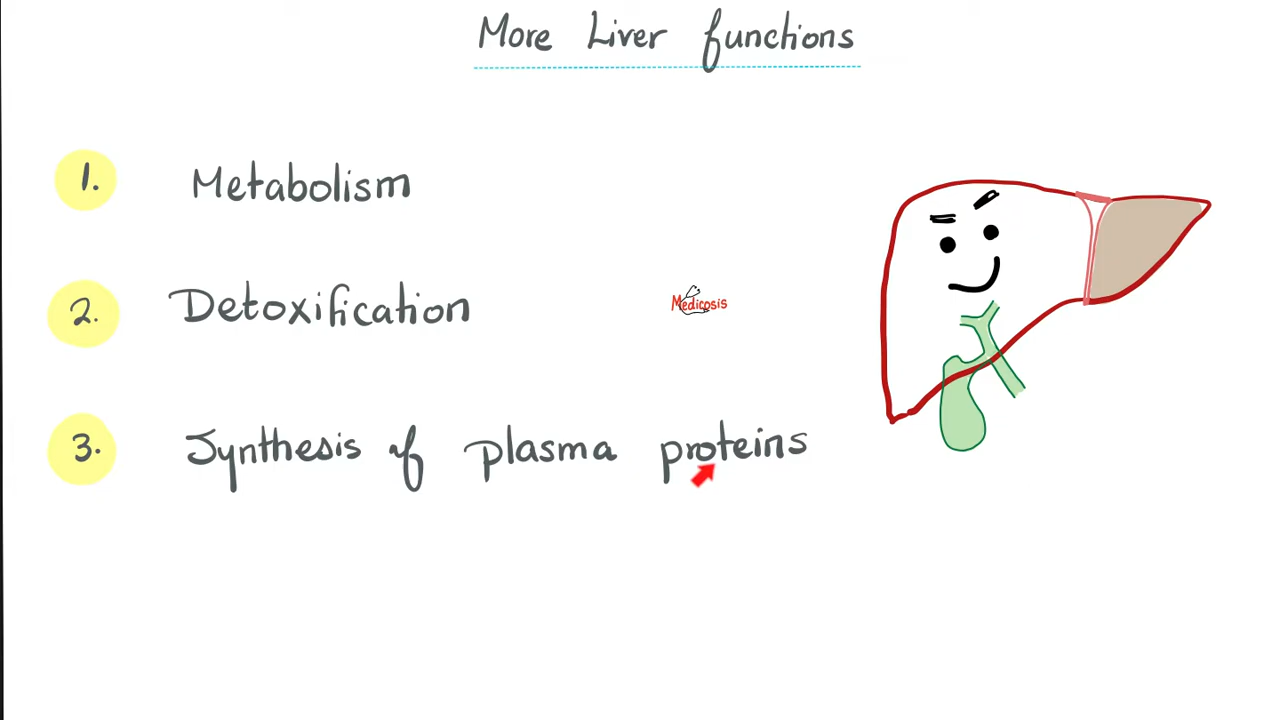 More Liver functions
1. Metabolism
2. Detoxification
Medicosis
3. Synthesis of plasma proteins